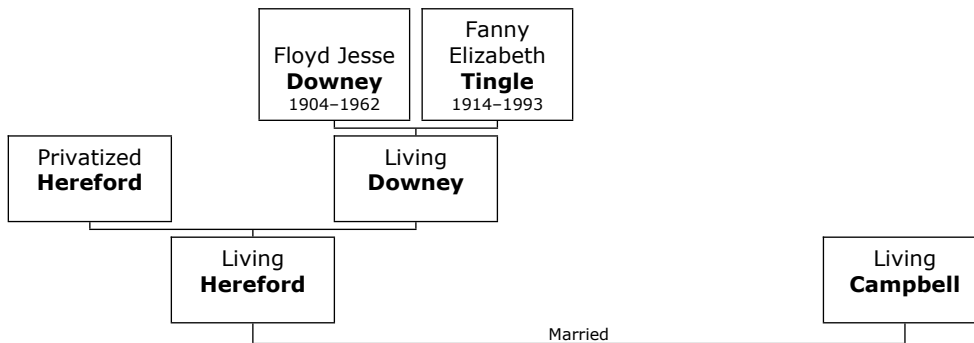 Floyd Jesse
Downey
1904–1962
Fanny
Elizabeth
Tingle
1914–1993
Privatized
Hereford
Living
Downey
Living
Hereford
Living
Campbell
Married